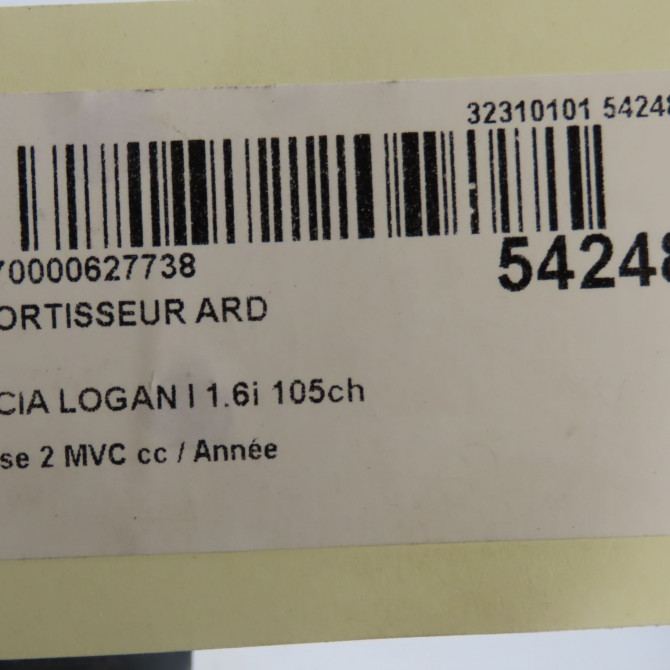 32310101 54248
70000627738
54248
ORTISSEUR ARD
CIA LOGAN I 1.6i 105ch
se 2 MVC cc / Année